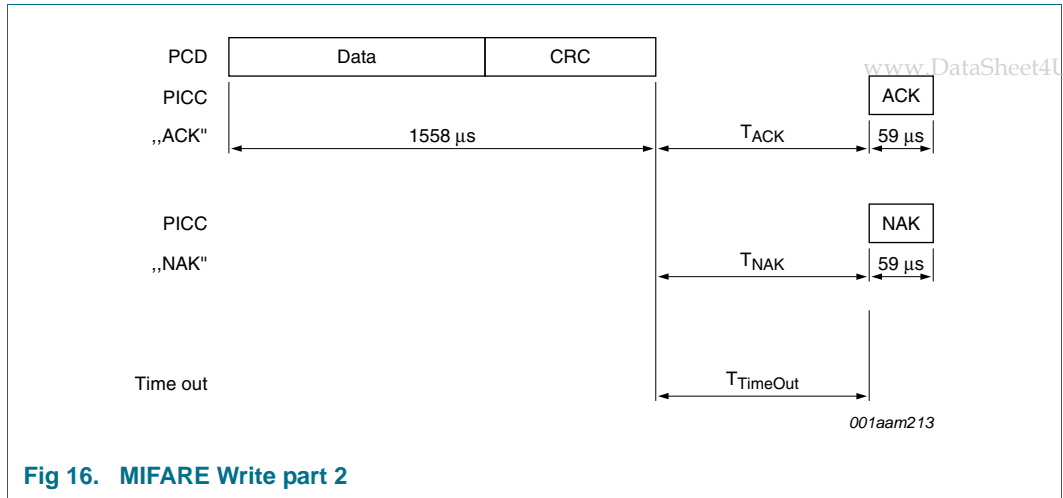 PCD Data CRC
www.DataSheet4U
PICC ACK
,,ACK" 1558 μs TACK 59 μs
PICC NAK
,,NAK" TNAK 59 μs
Time out TTimeOut
001aam213
Fig 16. MIFARE Write part 2